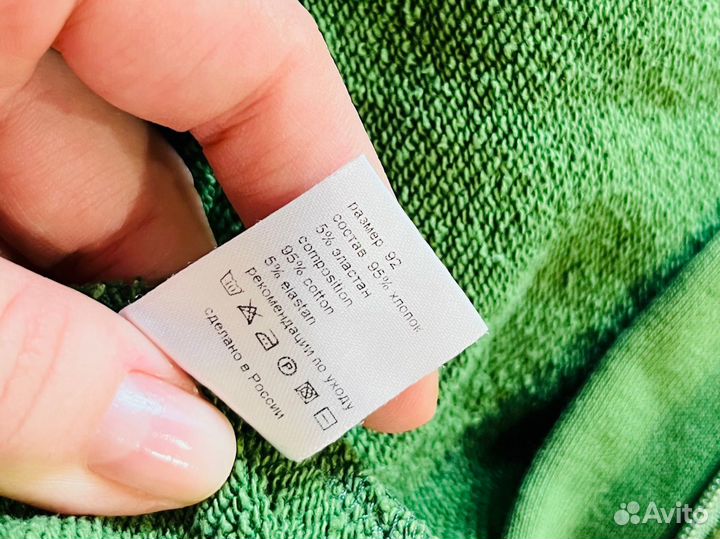 размер 92
состав 95% хлопок
5% эластан
composition
95% cotton
5% elastan
рекомендации по уходу
P
сделано в России
Avito